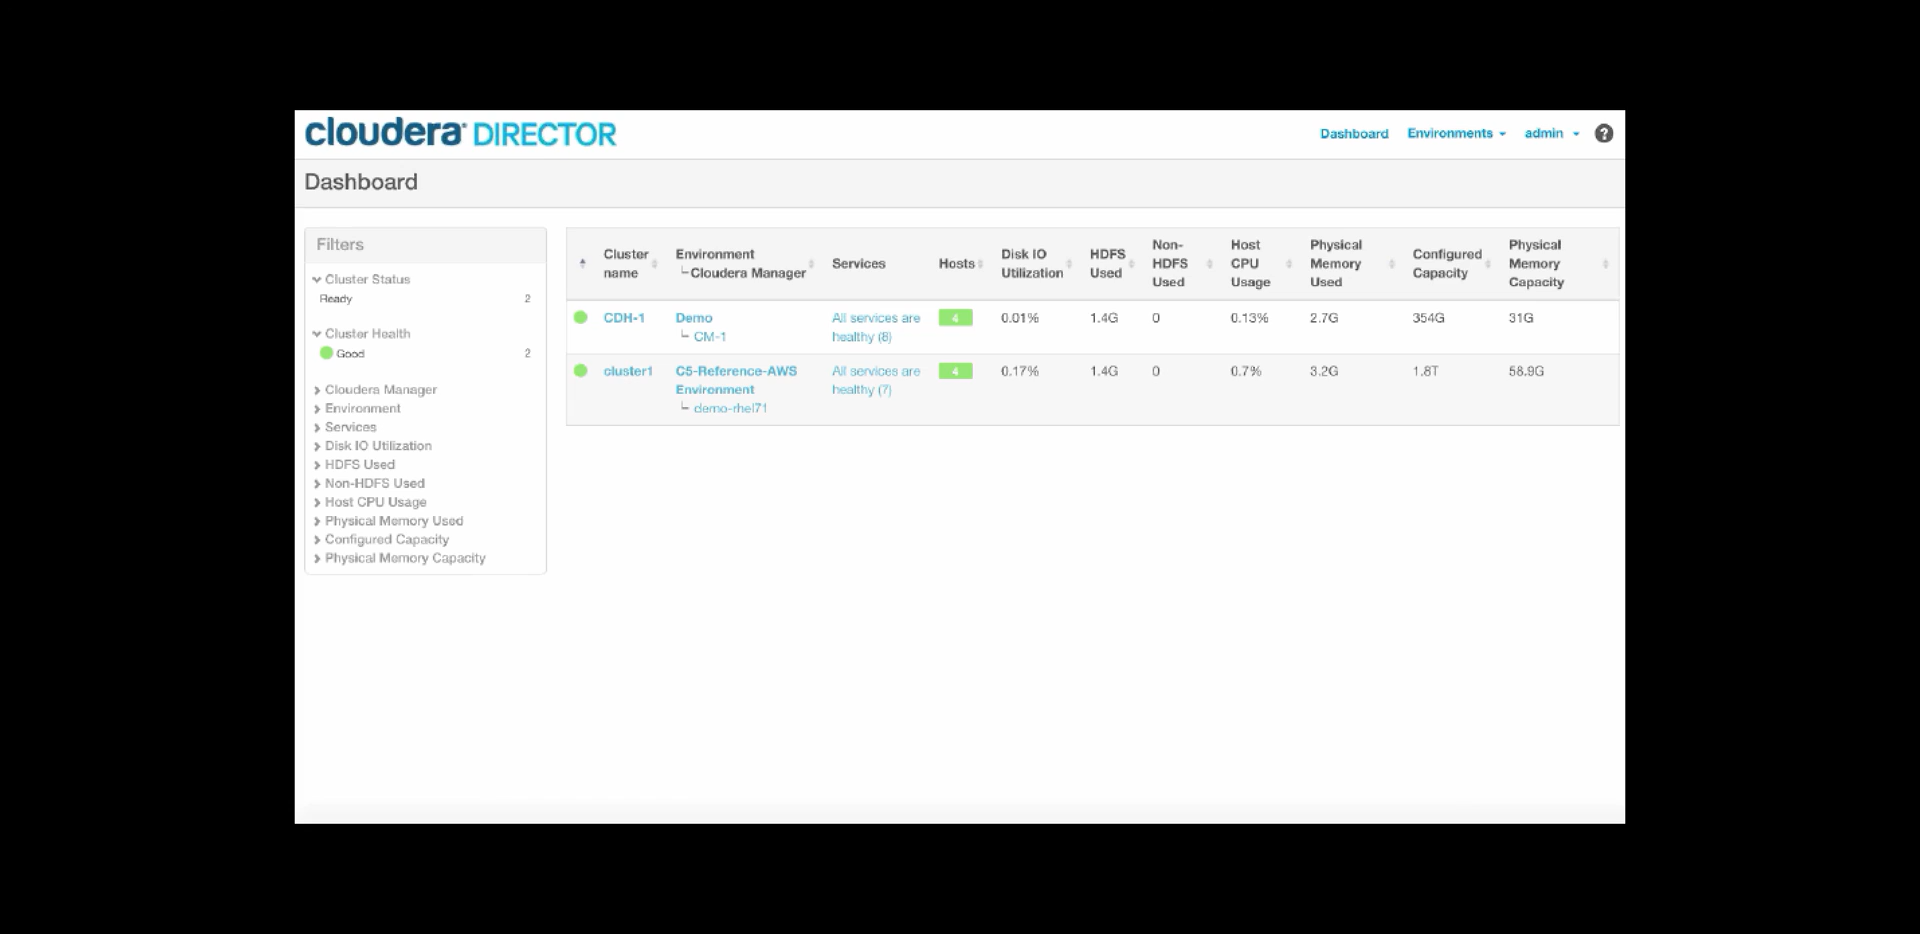 cloudera DIRECTOR
Dashboard Environments admin ?
Dashboard
Filters
Cluster Status
Ready 2
Cluster Health
Good 2
Cloudera Manager
Environment
Services
Disk IO Utilization
HDFS Used
Non-HDFS Used
Host CPU Usage
Physical Memory Used
Configured Capacity
Physical Memory Capacity
Cluster name
Environment
Cloudera Manager
Services
Hosts
Disk IO Utilization
HDFS Used
Non-HDFS Used
Host CPU Usage
Physical Memory Used
Configured Capacity
Physical Memory Capacity
CDH-1 Demo All services are 4 0.01% 1.4G 0 0.13% 2.7G 354G 31G
CM-1 healthy (8)
cluster1 C5-Reference-AWS All services are 4 0.17% 1.4G 0 0.7% 3.2G 1.8T 58.9G
Environment healthy (7)
demo-rhel71